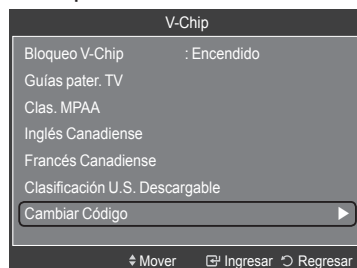 V-Chip
Bloqueo V-Chip : Encendido
Guías pater. TV
Clas. MPAA
Inglés Canadiense
Francés Canadiense
Clasificación U.S. Descargable
Cambiar Código
Mover Ingresar Regresar